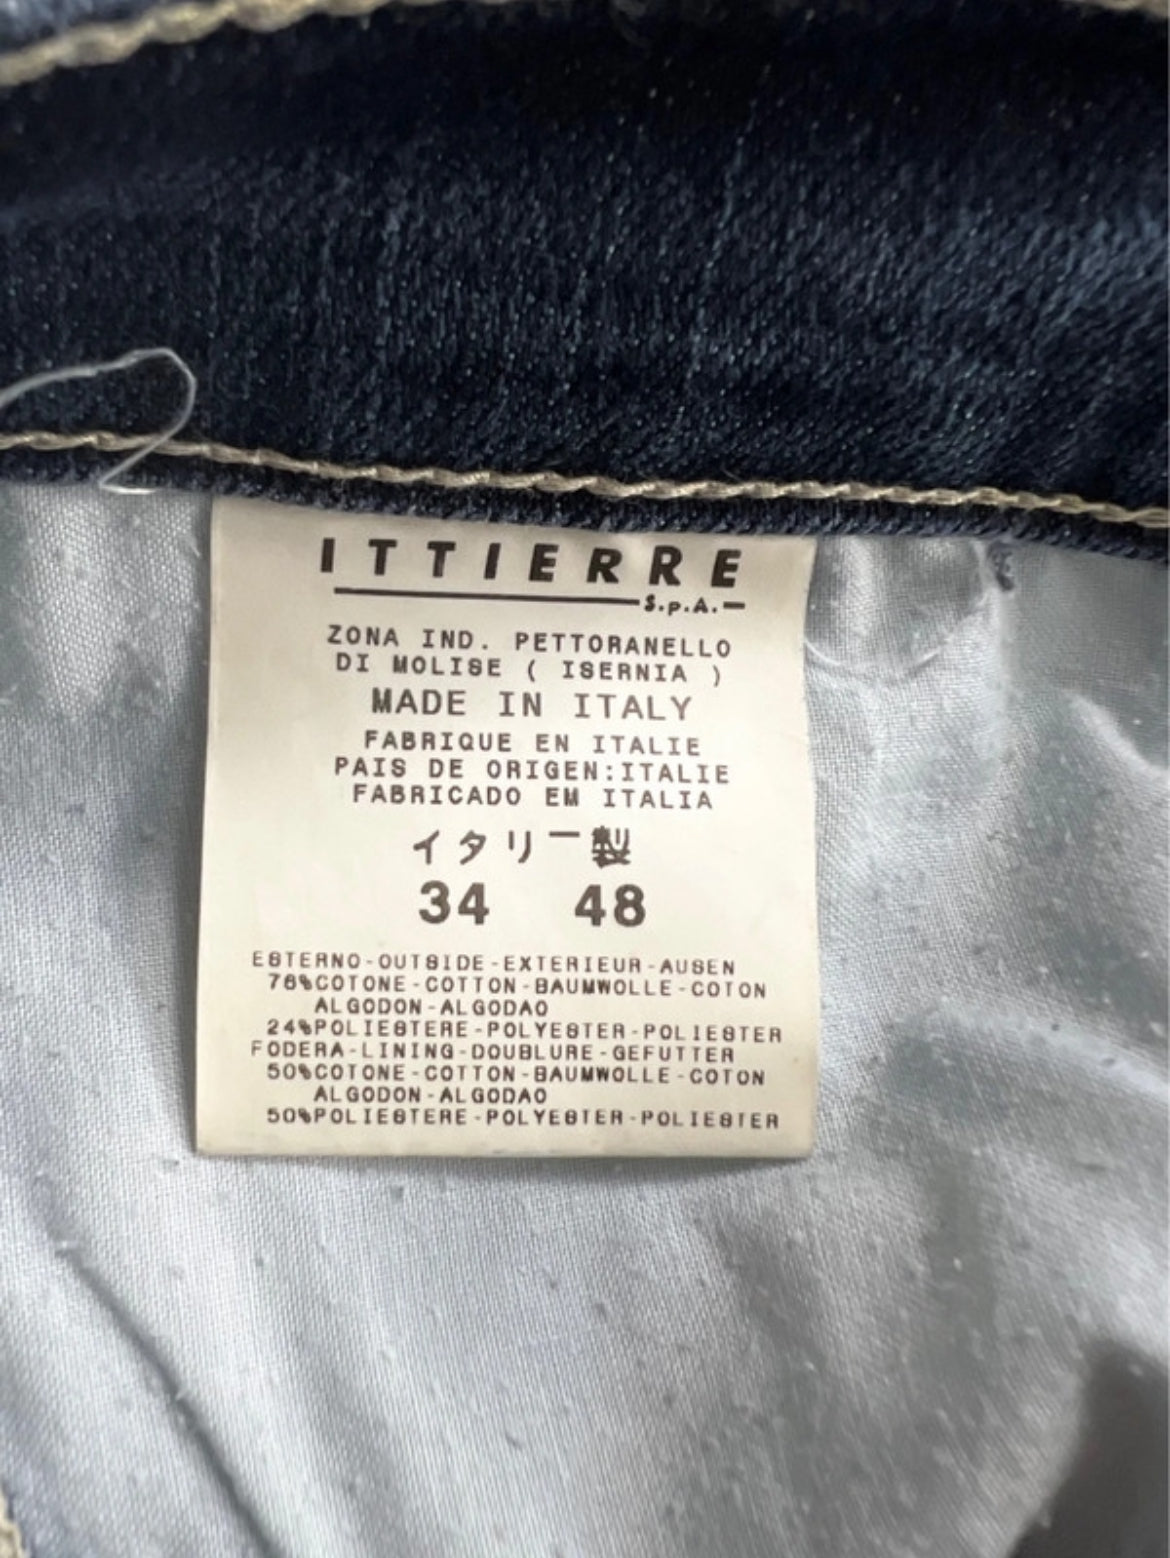 ITTIERRE
S.p.A.
ZONA IND. PETTORANELLO
DI MOLISE ( ISERNIA )
MADE IN ITALY
FABRIQUE EN ITALIE
PAIS DE ORIGEN:ITALIE
FABRICADO EM ITALIA
イタリー製
34 48
ESTERNO-OUTSIDE-EXTERIEUR-AUSEN
76%COTONE-COTTON-BAUMWOLLE-COTON
ALGODON-ALGODAO
24%POLIESTERE-POLYESTER-POLIESTER
FODERA-LINING-DOUBLURE-GEFUTTER
50%COTONE-COTTON-BAUMWOLLE-COTON
ALGODON-ALGODAO
50%POLIESTERE-POLYESTER-POLIESTER